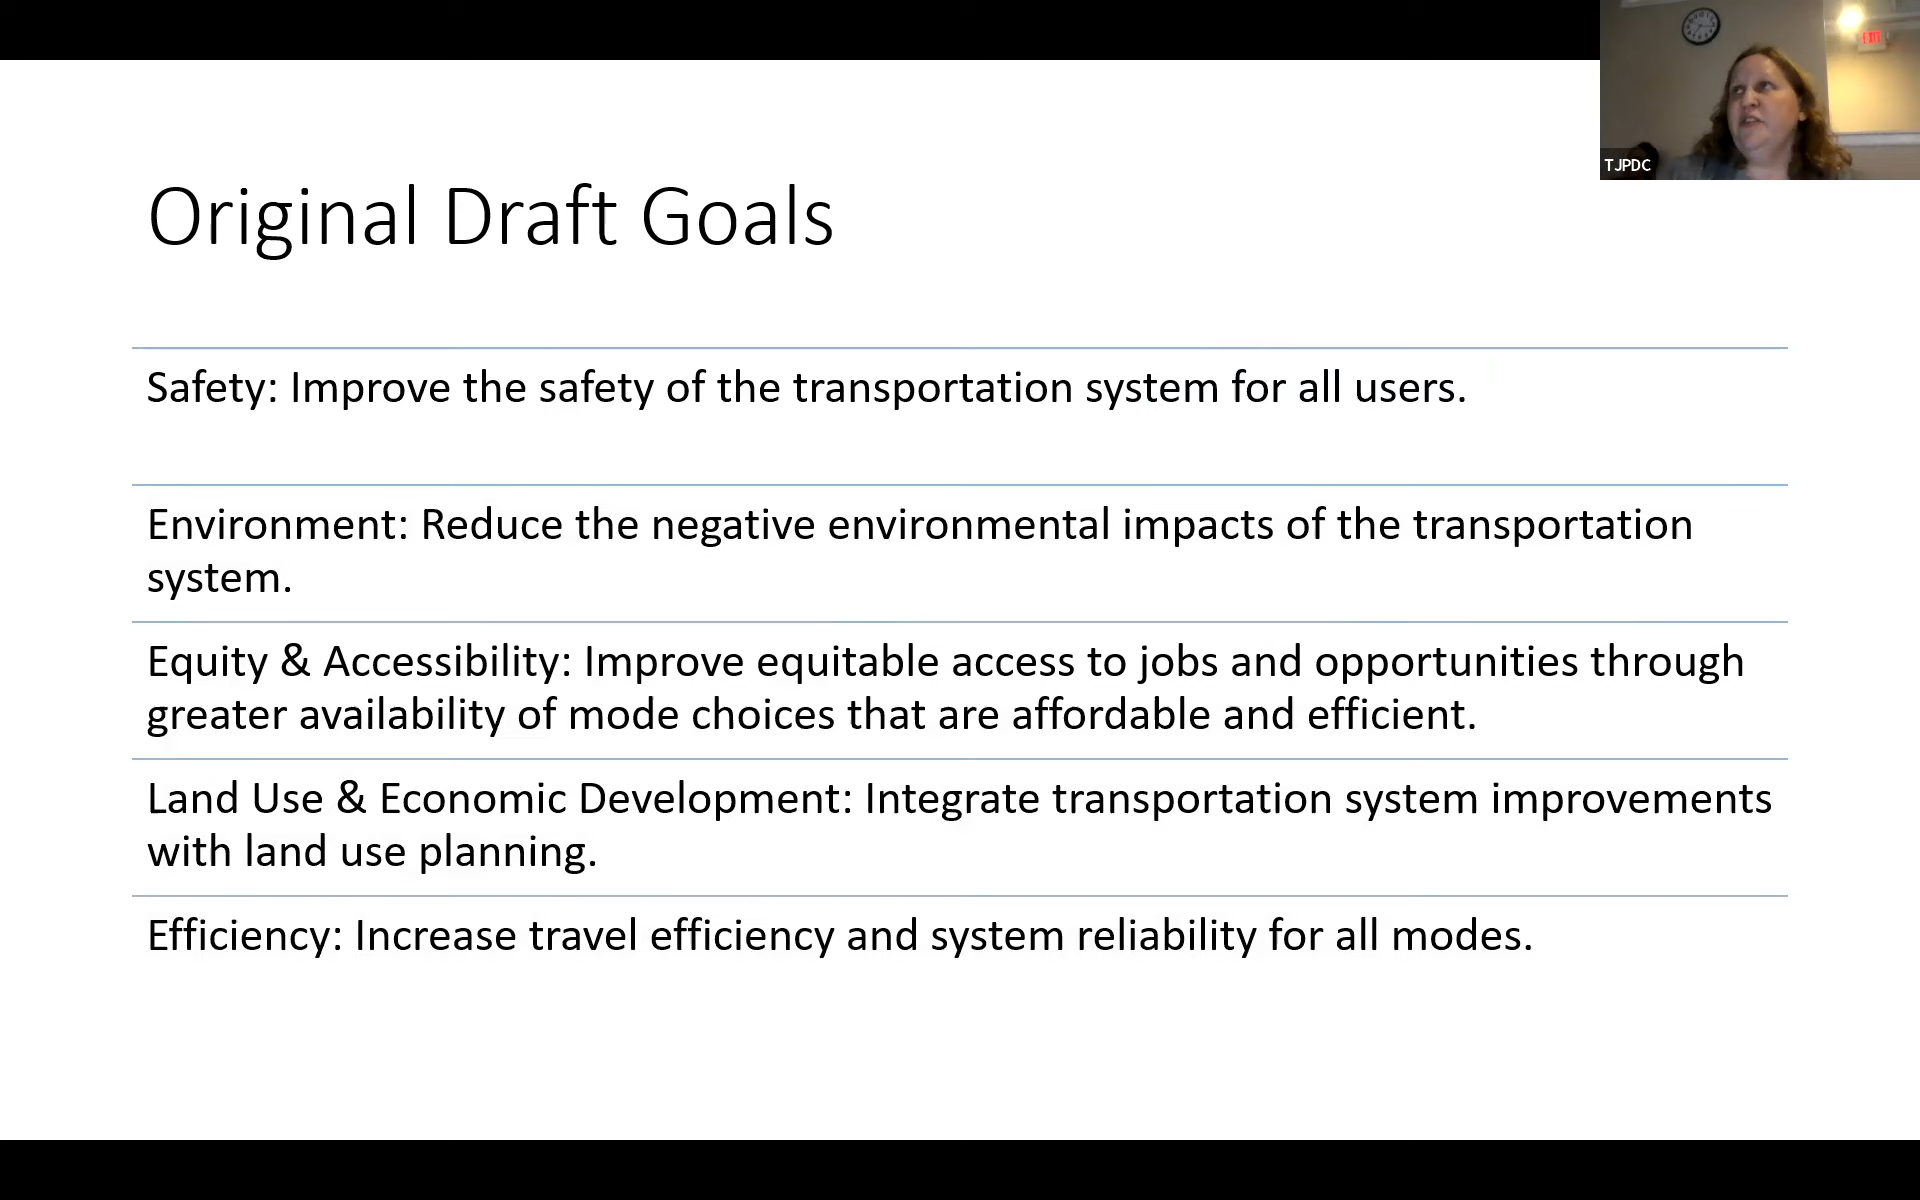 EXIT
TJPDC
Original Draft Goals
Safety: Improve the safety of the transportation system for all users.
Environment: Reduce the negative environmental impacts of the transportation
system.
Equity & Accessibility: Improve equitable access to jobs and opportunities through
greater availability of mode choices that are affordable and efficient.
Land Use & Economic Development: Integrate transportation system improvements
with land use planning.
Efficiency: Increase travel efficiency and system reliability for all modes.